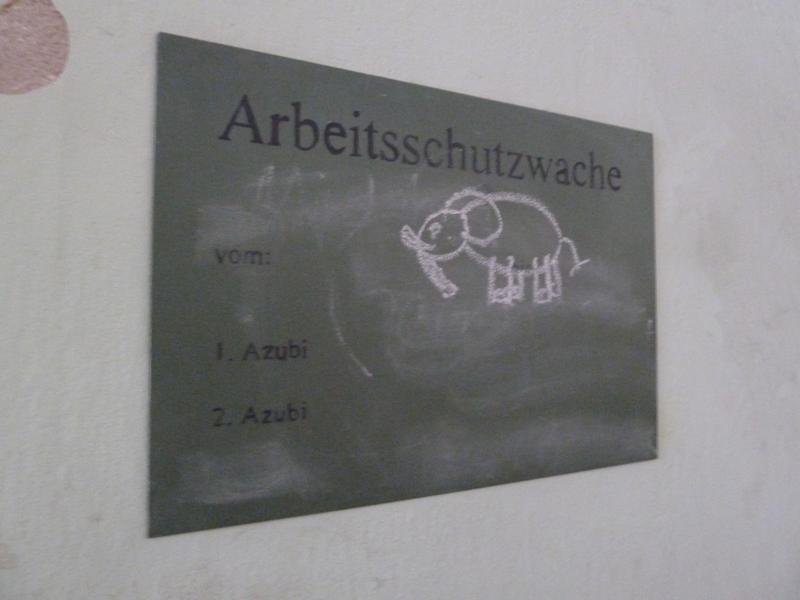 Arbeitsschutzwache
vom:
1. Azubi
2. Azubi